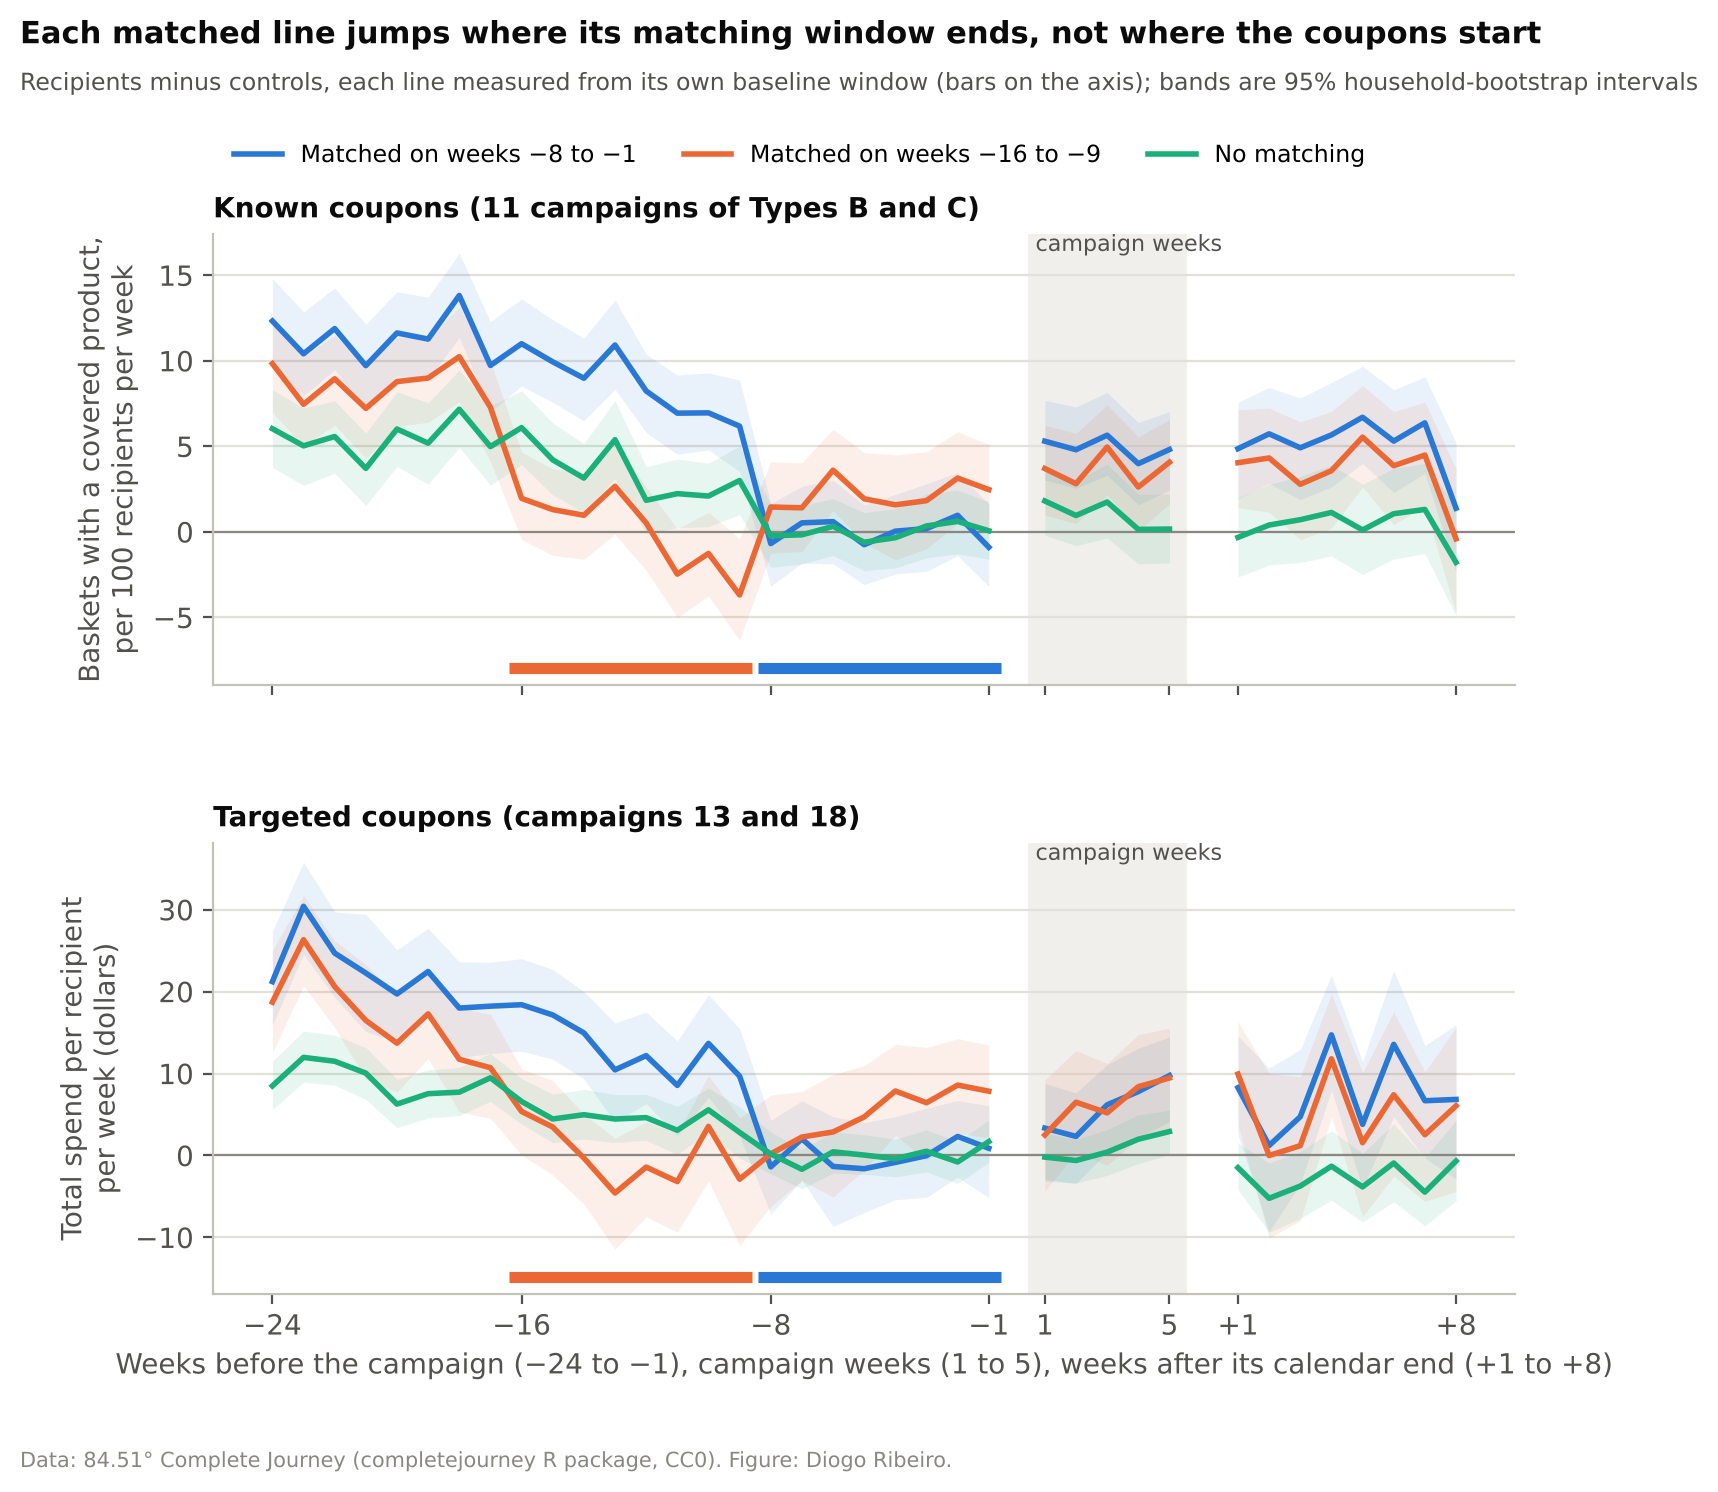 Each matched line jumps where its matching window ends, not where the coupons start
Recipients minus controls, each line measured from its own baseline window (bars on the axis); bands are 95% household-bootstrap intervals
Matched on weeks −8 to −1
Matched on weeks −16 to −9
No matching
Known coupons (11 campaigns of Types B and C)
campaign weeks
Baskets with a covered product,
per 100 recipients per week
15
10
5
0
−5
Targeted coupons (campaigns 13 and 18)
campaign weeks
Total spend per recipient
per week (dollars)
30
20
10
0
−10
−24
−16
−8
−1
1
5
+1
+8
Weeks before the campaign (−24 to −1), campaign weeks (1 to 5), weeks after its calendar end (+1 to +8)
Data: 84.51° Complete Journey (completejourney R package, CC0). Figure: Diogo Ribeiro.